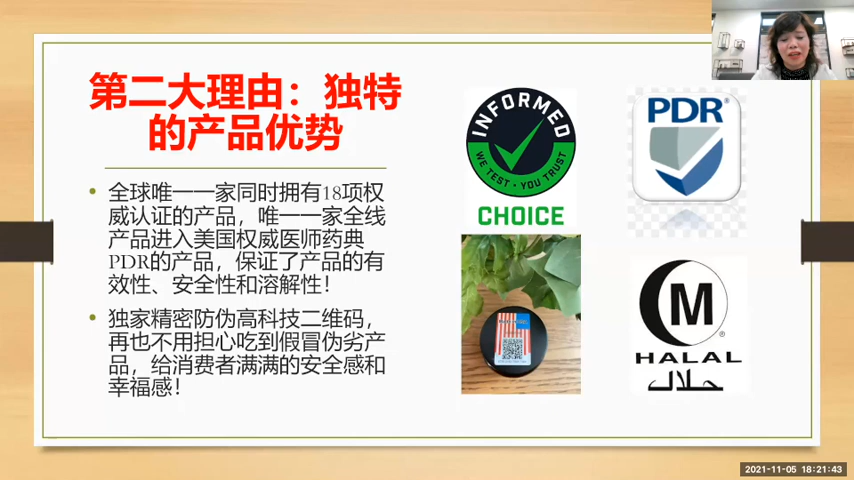 第二大理由：独特
的产品优势
全球唯一一家同时拥有18项权
威认证的产品，唯一一家全线
产品进入美国权威医师药典
PDR的产品，保证了产品的有
效性、安全性和溶解性！
独家精密防伪高科技二维码，
再也不用担心吃到假冒伪劣产
品，给消费者满满的安全感和
幸福感！
INFORMED
WE TEST · YOU TRUST
CHOICE
PDR®
M®
HALAL
حلال
2021-11-05 18:21:43